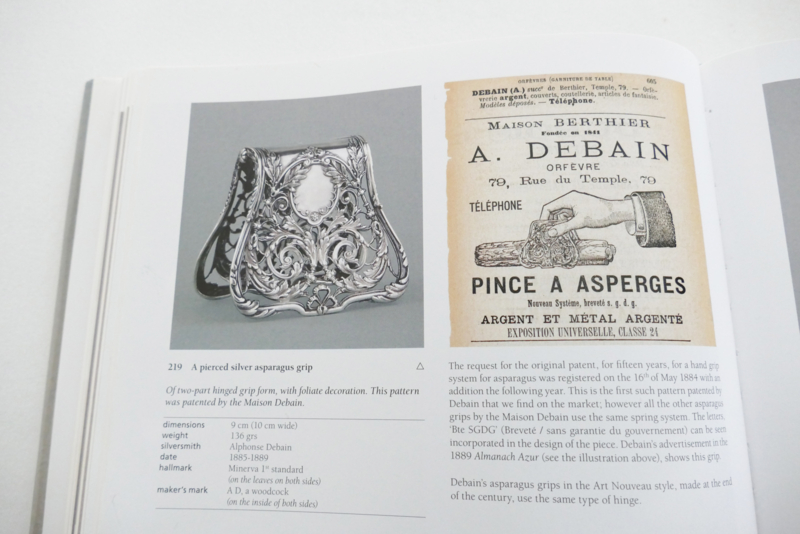 219 A pierced silver asparagus grip
Of two-part hinged grip form, with foliate decoration. This pattern
was patented by the Maison Debain.
dimensions 9 cm (10 cm wide)
weight 136 grs
silversmith Alphonse Debain
date 1885-1889
hallmark Minerva 1st standard
(on the leaves on both sides)
maker's mark A D, a woodcock
(on the inside of both sides)
ORFÈVRES (GARNITURE DE TABLE) 605
DEBAIN (A.) succr de Berthier, Temple, 79. — Orfè-
vrerie argent, couverts, coutellerie, articles de fantaisie.
Modèles déposés. — Téléphone.
MAISON BERTHIER
Fondée en 1841
A. DEBAIN
ORFÈVRE
79, Rue du Temple, 79
TÉLÉPHONE
PINCE A ASPERGES
Nouveau Système, breveté s. g. d. g.
ARGENT ET MÉTAL ARGENTÉ
EXPOSITION UNIVERSELLE, CLASSE 24
The request for the original patent, for fifteen years, for a hand grip
system for asparagus was registered on the 16th of May 1884 with an
addition the following year. This is the first such pattern patented by
Debain that we find on the market; however all the other asparagus
grips by the Maison Debain use the same spring system. The letters,
'Bte SGDG' (Breveté / sans garantie du gouvernement) can be seen
incorporated in the design of the piece. Debain's advertisement in the
1889 Almanach Azur (see the illustration above), shows this grip.
Debain's asparagus grips in the Art Nouveau style, made at the end
of the century, use the same type of hinge.